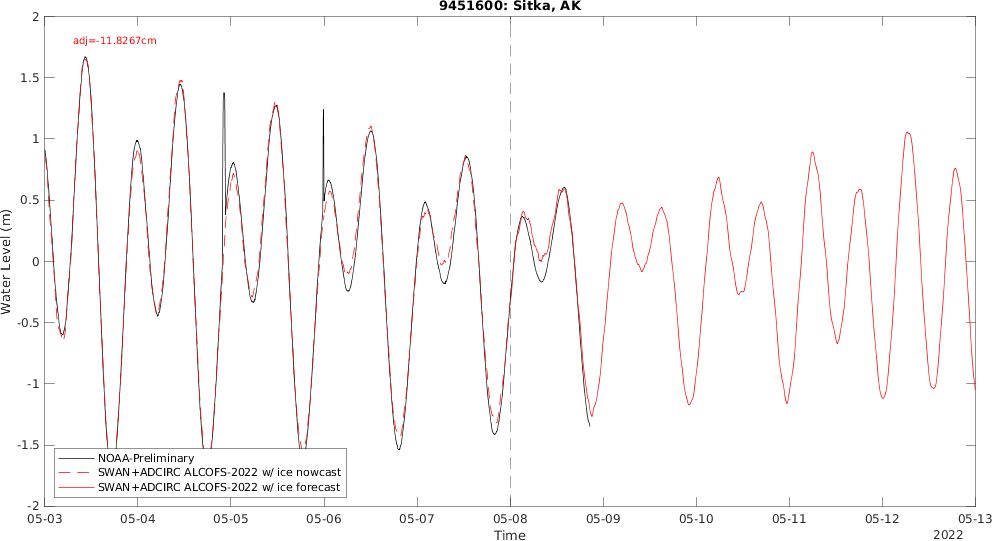 9451600: Sitka, AK
adj=-11.8267cm
2
1.5
1
0.5
0
-0.5
-1
-1.5
-2
Water Level (m)
NOAA-Preliminary
SWAN+ADCIRC ALCOFS-2022 w/ ice nowcast
SWAN+ADCIRC ALCOFS-2022 w/ ice forecast
05-03 05-04 05-05 05-06 05-07 05-08 05-09 05-10 05-11 05-12 05-13
Time
2022